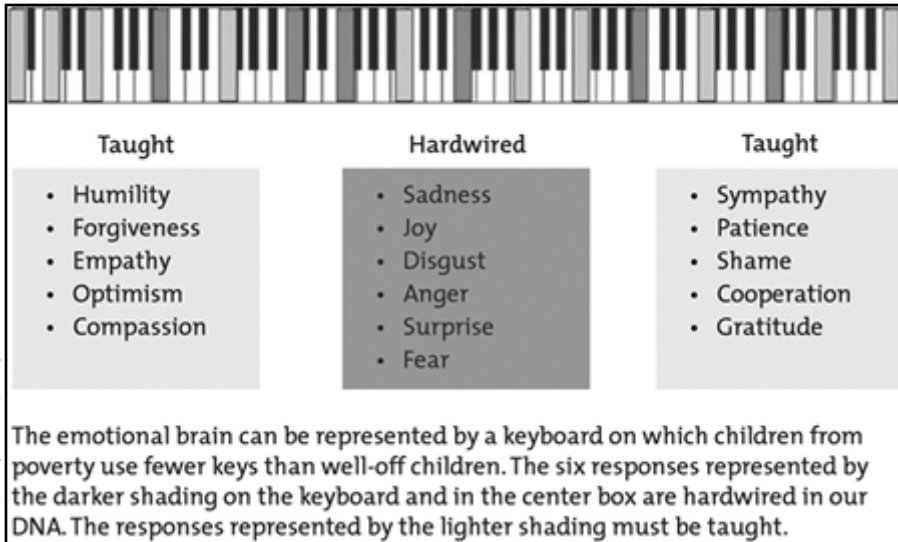 Taught
Hardwired
Taught
• Humility
• Forgiveness
• Empathy
• Optimism
• Compassion
• Sadness
• Joy
• Disgust
• Anger
• Surprise
• Fear
• Sympathy
• Patience
• Shame
• Cooperation
• Gratitude
The emotional brain can be represented by a keyboard on which children from
poverty use fewer keys than well-off children. The six responses represented by
the darker shading on the keyboard and in the center box are hardwired in our
DNA. The responses represented by the lighter shading must be taught.